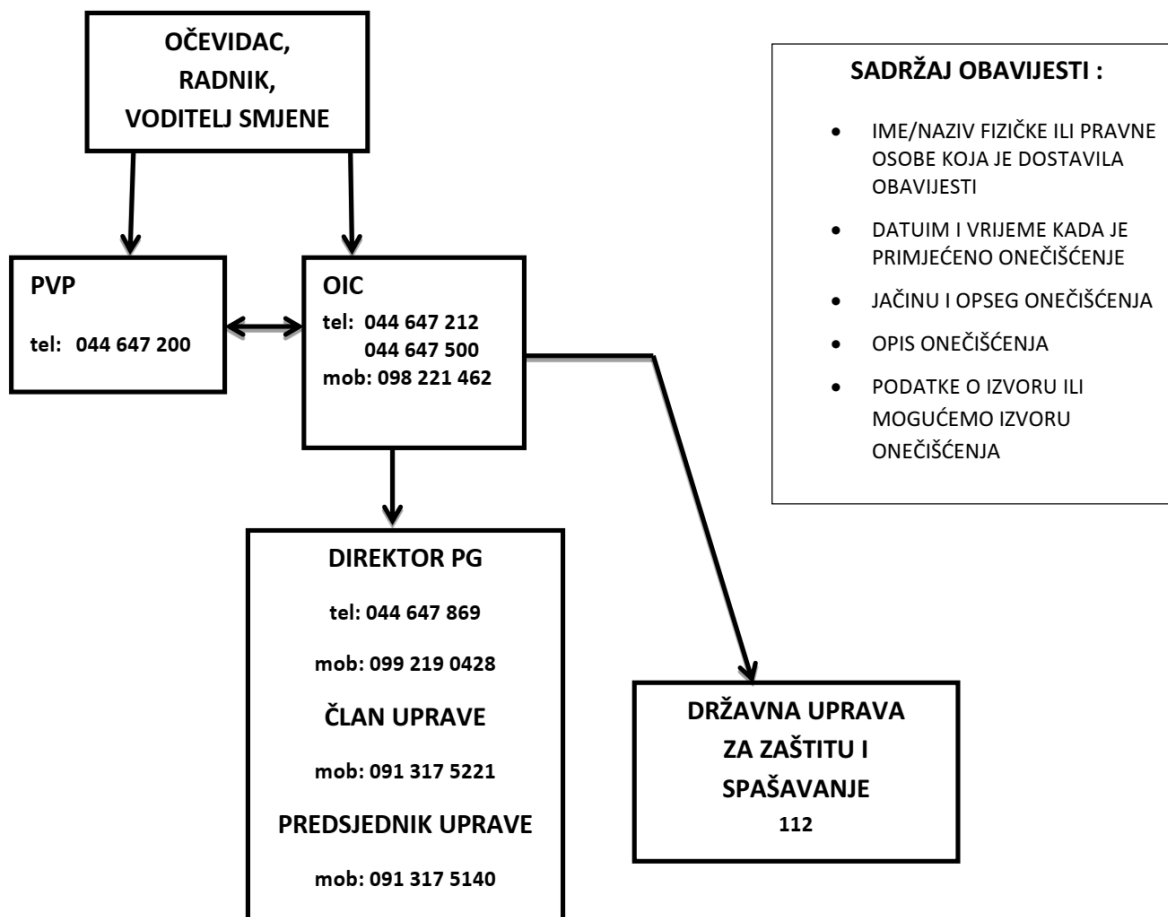 OČEVIDAC,
RADNIK,
VODITELJ SMJENE
SADRŽAJ OBAVIJESTI :
• IME/NAZIV FIZIČKE ILI PRAVNE
OSOBE KOJA JE DOSTAVILA
OBAVIJESTI
• DATUIM I VRIJEME KADA JE
PRIMJEĆENO ONEČIŠĆENJE
• JAČINU I OPSEG ONEČIŠĆENJA
• OPIS ONEČIŠĆENJA
• PODATKE O IZVORU ILI
MOGUĆEMO IZVORU
ONEČIŠĆENJA
PVP
tel: 044 647 200
OIC
tel: 044 647 212
044 647 500
mob: 098 221 462
DIREKTOR PG
tel: 044 647 869
mob: 099 219 0428
ČLAN UPRAVE
mob: 091 317 5221
PREDSJEDNIK UPRAVE
mob: 091 317 5140
DRŽAVNA UPRAVA
ZA ZAŠTITU I
SPAŠAVANJE
112